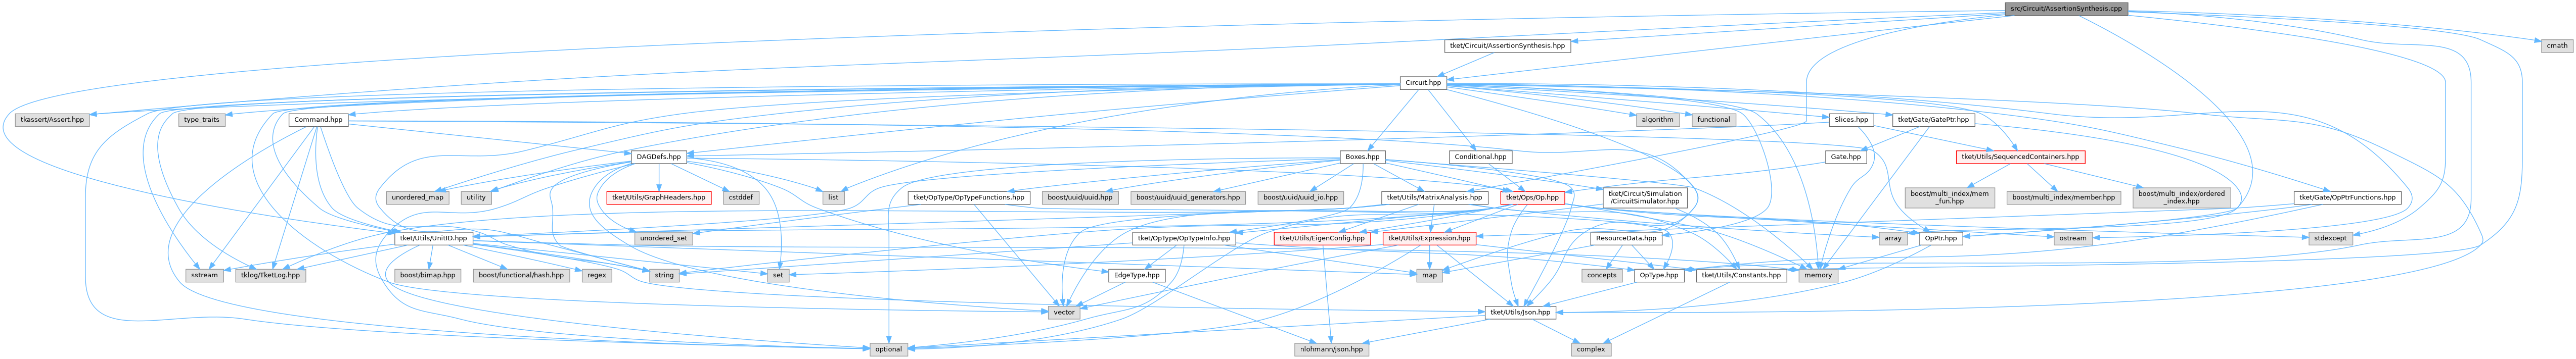 src/Circuit/AssertionSynthesis.cpp
tket/Circuit/AssertionSynthesis.hpp
cmath
Circuit.hpp
tkassert/Assert.hpp
type_traits
Command.hpp
algorithm
functional
Slices.hpp
tket/Gate/GatePtr.hpp
DAGDefs.hpp
Boxes.hpp
Conditional.hpp
Gate.hpp
tket/Utils/SequencedContainers.hpp
unordered_map
utility
tket/Utils/GraphHeaders.hpp
cstddef
list
tket/OpType/OpTypeFunctions.hpp
boost/uuid/uuid.hpp
boost/uuid/uuid_generators.hpp
boost/uuid/uuid_io.hpp
tket/Utils/MatrixAnalysis.hpp
tket/Ops/Op.hpp
tket/Circuit/Simulation
/CircuitSimulator.hpp
boost/multi_index/mem
_fun.hpp
boost/multi_index/member.hpp
boost/multi_index/ordered
_index.hpp
tket/Gate/OpPtrFunctions.hpp
tket/Utils/UnitID.hpp
unordered_set
tket/OpType/OpTypeInfo.hpp
tket/Utils/EigenConfig.hpp
tket/Utils/Expression.hpp
ResourceData.hpp
array
OpPtr.hpp
ostream
stdexcept
sstream
tklog/TketLog.hpp
boost/bimap.hpp
boost/functional/hash.hpp
regex
string
set
EdgeType.hpp
map
concepts
OpType.hpp
tket/Utils/Constants.hpp
memory
vector
tket/Utils/Json.hpp
optional
nlohmann/json.hpp
complex